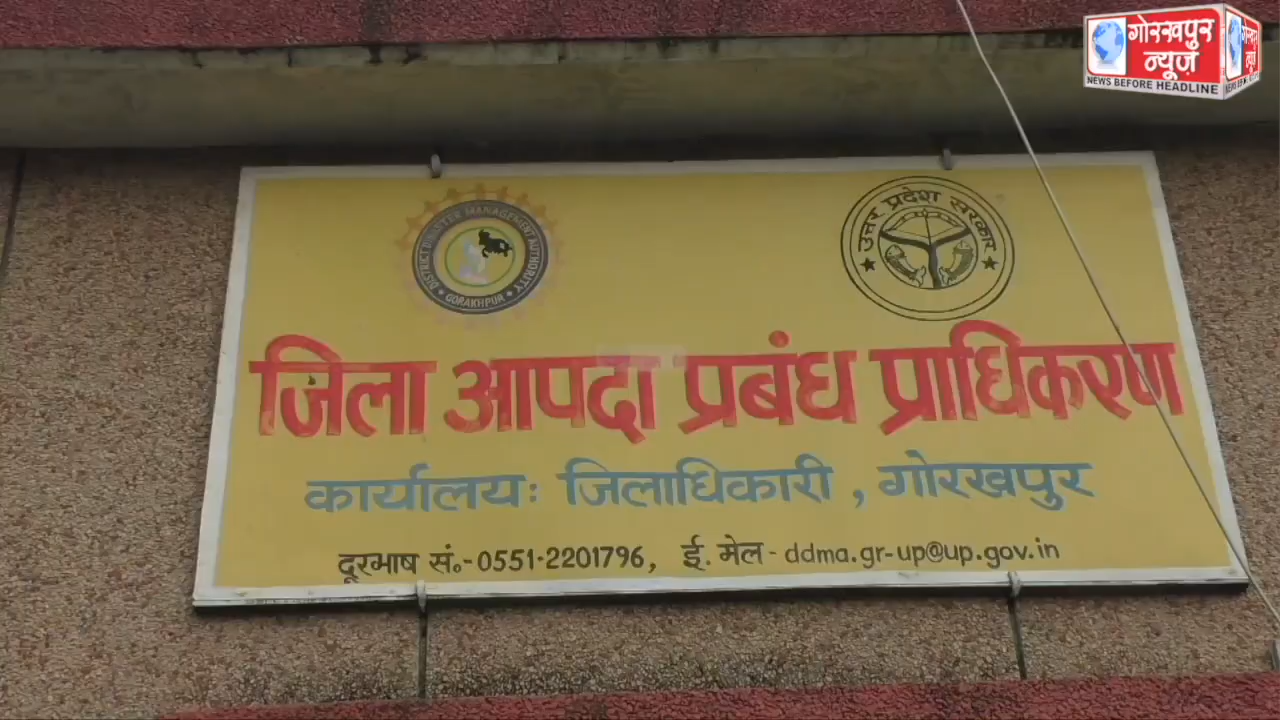 गोरखपुर
न्यूज़
NEWS BEFORE HEADLINE
DISTRICT DISASTER MANAGEMENT AUTHORITY
GORAKHPUR
उत्तर प्रदेश सरकार
जिला आपदा प्रबंध प्राधिकरण
कार्यालयः जिलाधिकारी , गोरखपुर
दूरभाष सं०-0551-2201796, ई. मेल - ddma.gr-up@up.gov.in